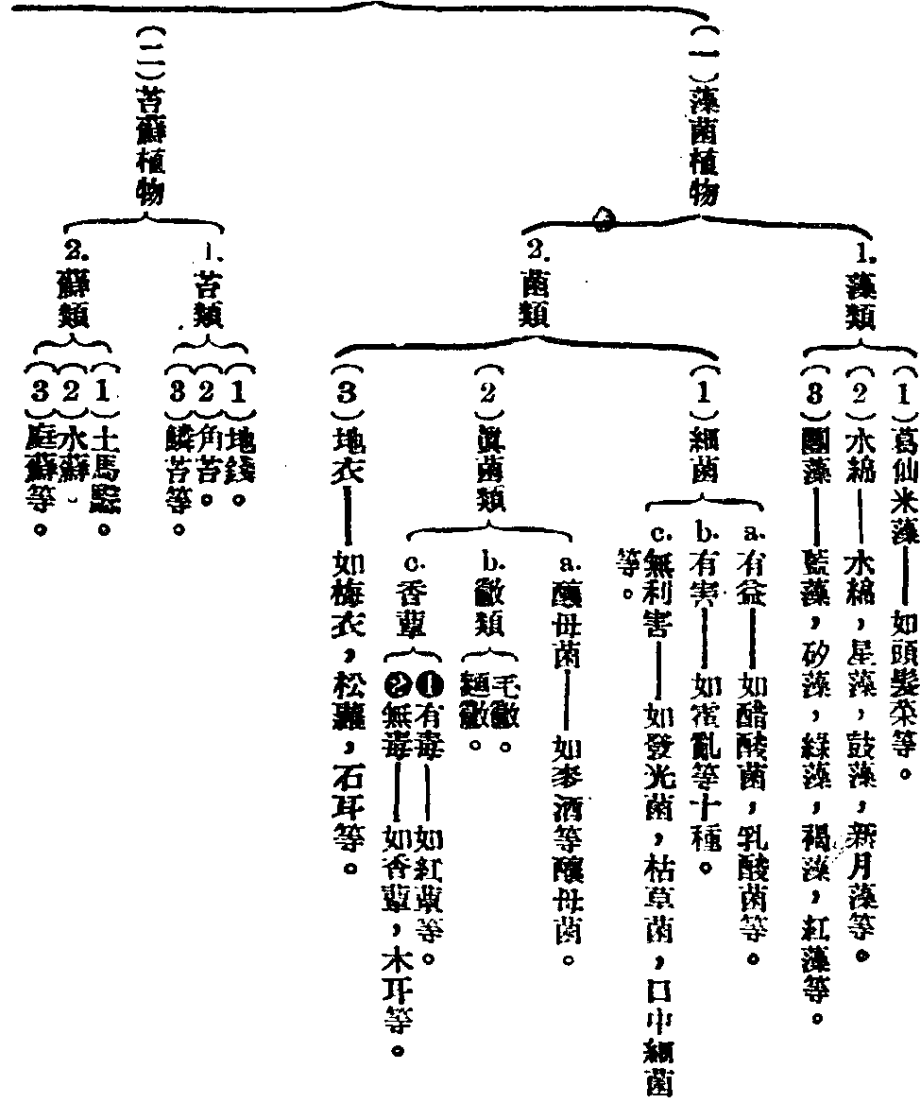 (一)藻菌植物
1.藻類
(1)葛仙米藻——如頭髮菜等。
(2)水綿——水綿，星藻，鼓藻，新月藻等。
(3)團藻——藍藻，矽藻，綠藻，褐藻，紅藻等。
2.菌類
(1)細菌
a.有益——如醋酸菌，乳酸菌等。
b.有害——如霍亂等十種。
c.無利害——如發光菌，枯草菌，口中細菌
等。
(2)眞菌類
a.釀母菌——如麥酒等釀母菌。
b.黴類
毛黴。
麵黴。
c.香蕈
❶有毒——如紅蕈等。
❷無毒——如香蕈，木耳等。
(3)地衣——如梅衣，松蘿，石耳等。
(二)苔蘚植物
1.苔類
(1)地錢。
(2)角苔。
(3)鱗苔等。
2.蘚類
(1)土馬騌。
(2)水蘚。
(3)庭蘚等。